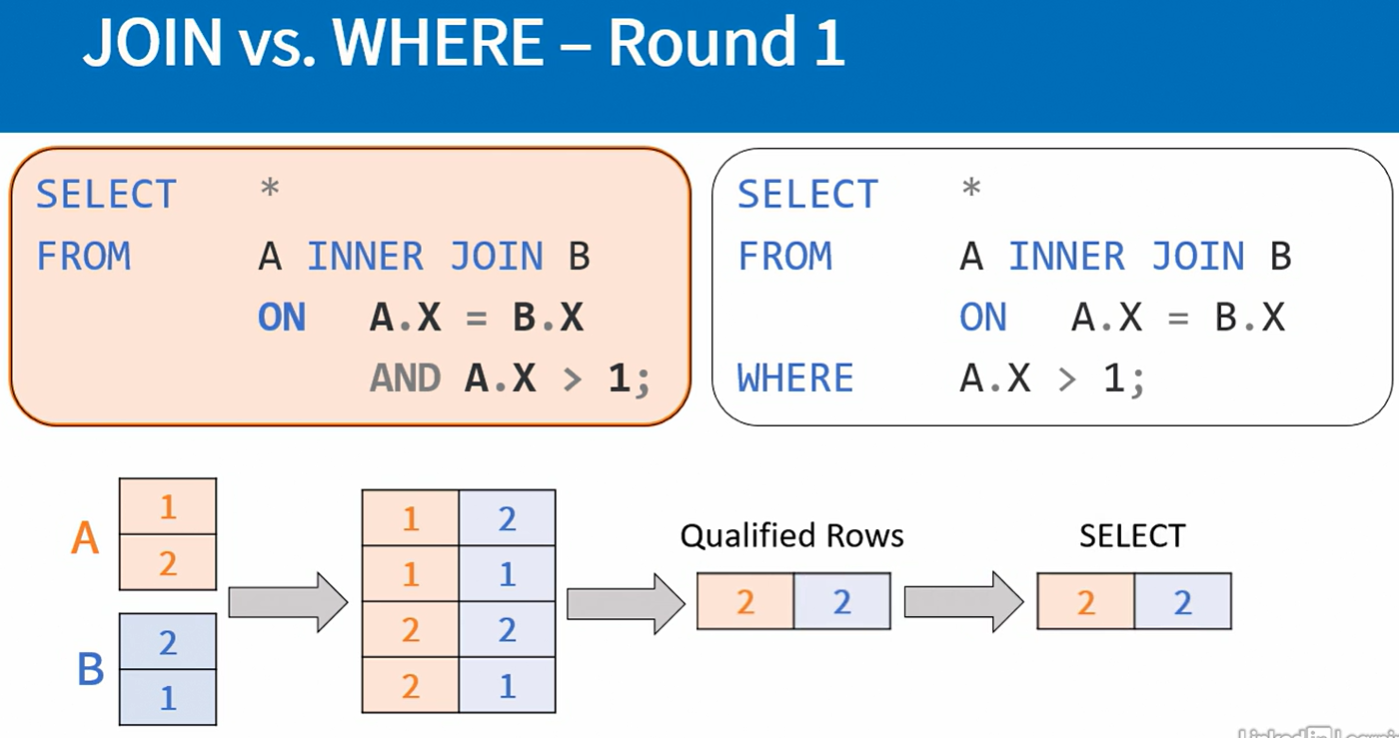 JOIN vs. WHERE – Round 1
SELECT *
FROM A INNER JOIN B
ON A.X = B.X
AND A.X > 1;
SELECT *
FROM A INNER JOIN B
ON A.X = B.X
WHERE A.X > 1;
A
1
2
B
2
1
1 2
1 1
2 2
2 1
Qualified Rows
2 2
SELECT
2 2